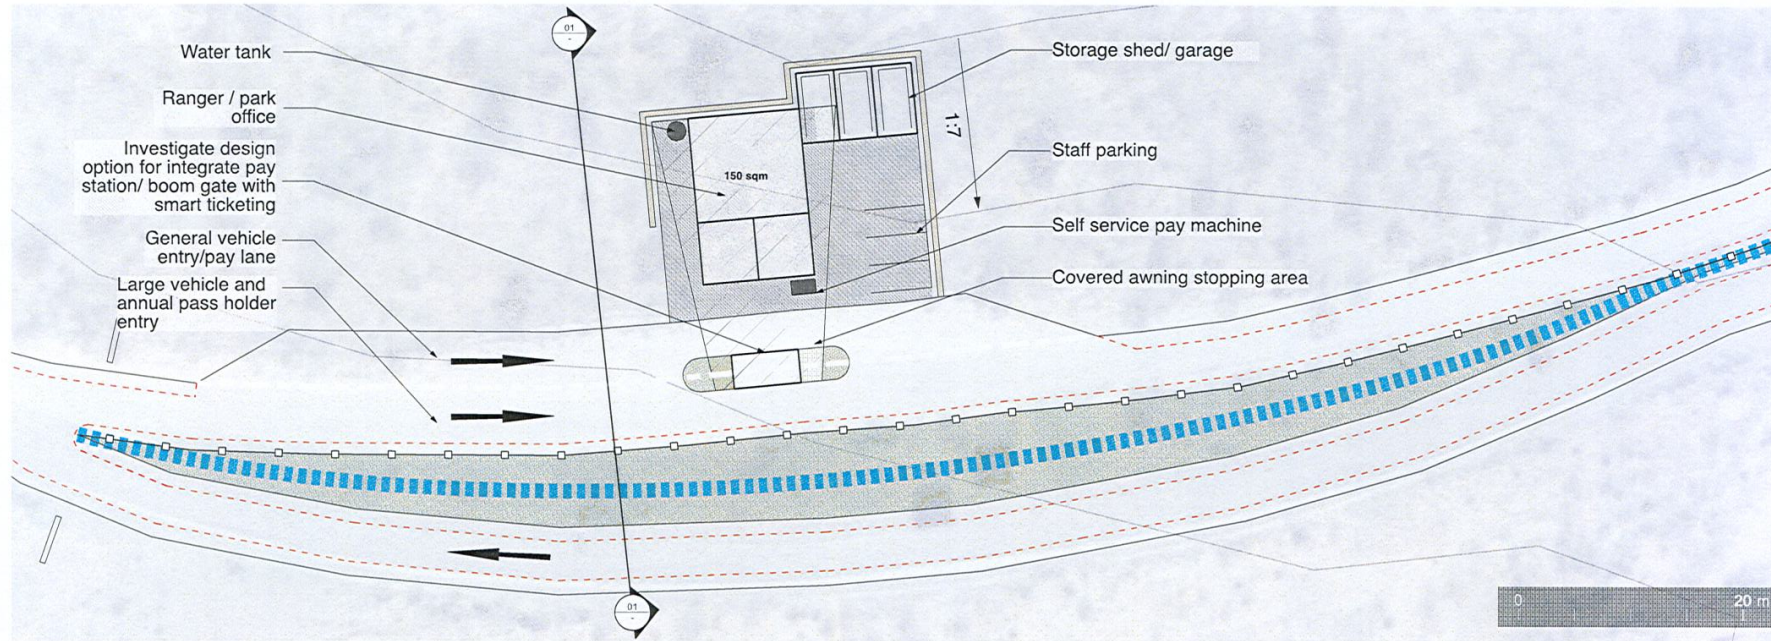 01
-
Water tank
Ranger / park
office
Investigate design
option for integrate pay
station/ boom gate with
smart ticketing
General vehicle
entry/pay lane
Large vehicle and
annual pass holder
entry
150 sqm
1:7
Storage shed/ garage
Staff parking
Self service pay machine
Covered awning stopping area
01
-
0
20 m